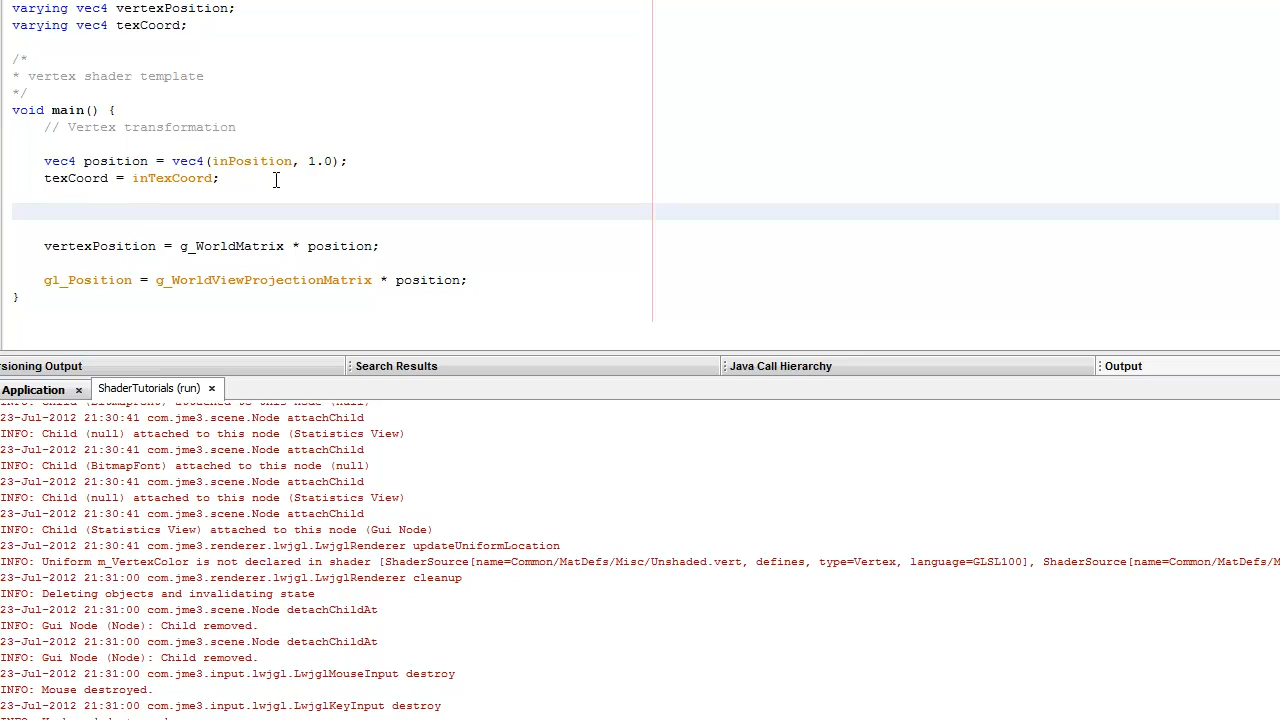 varying vec4 vertexPosition;
varying vec4 texCoord;
/*
* vertex shader template
*/
void main() {
// Vertex transformation
vec4 position = vec4(inPosition, 1.0);
texCoord = inTexCoord;
vertexPosition = g_WorldMatrix * position;
gl_Position = g_WorldViewProjectionMatrix * position;
}
rsioning Output
Search Results
Java Call Hierarchy
Output
Application ×
ShaderTutorials (run) ×
INFO: Child (BitmapFont) attached to this node (null)
23-Jul-2012 21:30:41 com.jme3.scene.Node attachChild
INFO: Child (null) attached to this node (Statistics View)
23-Jul-2012 21:30:41 com.jme3.scene.Node attachChild
INFO: Child (BitmapFont) attached to this node (null)
23-Jul-2012 21:30:41 com.jme3.scene.Node attachChild
INFO: Child (null) attached to this node (Statistics View)
23-Jul-2012 21:30:41 com.jme3.scene.Node attachChild
INFO: Child (Statistics View) attached to this node (Gui Node)
23-Jul-2012 21:30:41 com.jme3.renderer.lwjgl.LwjglRenderer updateUniformLocation
INFO: Uniform m_VertexColor is not declared in shader [ShaderSource[name=Common/MatDefs/Misc/Unshaded.vert, defines, type=Vertex, language=GLSL100], ShaderSource[name=Common/MatDefs/M
23-Jul-2012 21:31:00 com.jme3.renderer.lwjgl.LwjglRenderer cleanup
INFO: Deleting objects and invalidating state
23-Jul-2012 21:31:00 com.jme3.scene.Node detachChildAt
INFO: Gui Node (Node): Child removed.
23-Jul-2012 21:31:00 com.jme3.scene.Node detachChildAt
INFO: Gui Node (Node): Child removed.
23-Jul-2012 21:31:00 com.jme3.input.lwjgl.LwjglMouseInput destroy
INFO: Mouse destroyed.
23-Jul-2012 21:31:00 com.jme3.input.lwjgl.LwjglKeyInput destroy